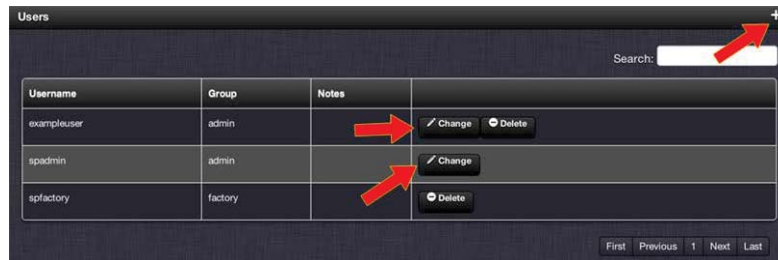 Users
Search:
Username Group Notes
exampleuser admin Change Delete
spadmin admin Change
spfactory factory Delete
First Previous 1 Next Last